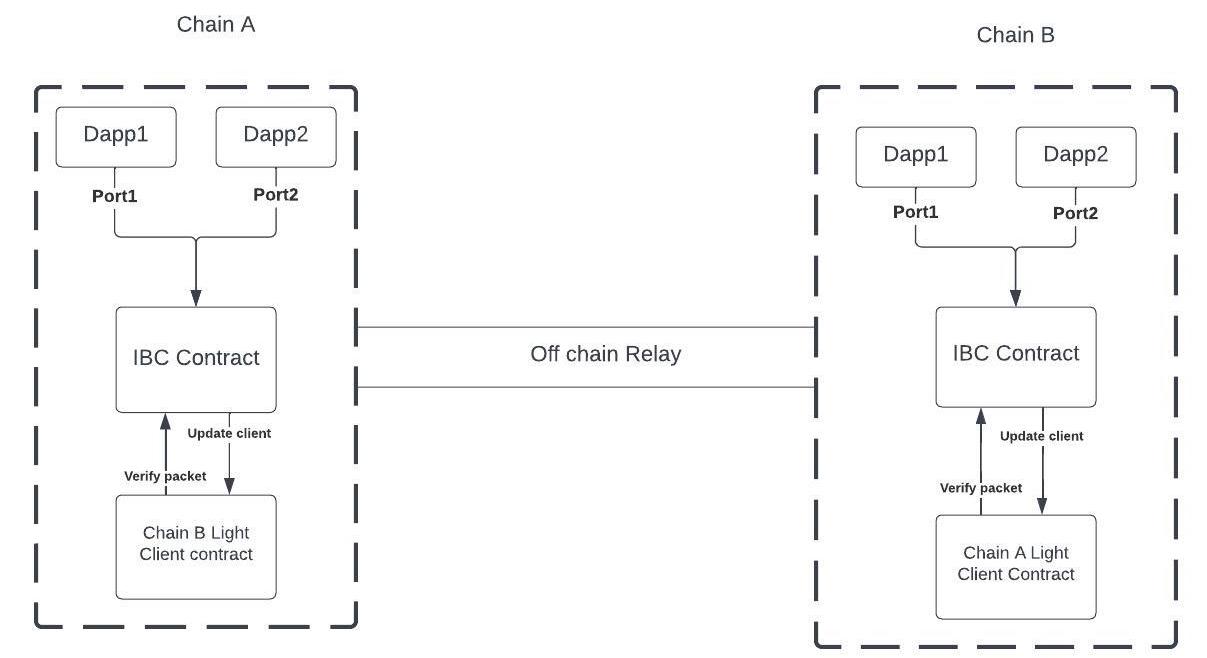 Chain A
Chain B
Dapp1
Dapp2
Port1
Port2
IBC Contract
Update client
Verify packet
Chain B Light
Client contract
Off chain Relay
Dapp1
Dapp2
Port1
Port2
IBC Contract
Update client
Verify packet
Chain A Light
Client Contract